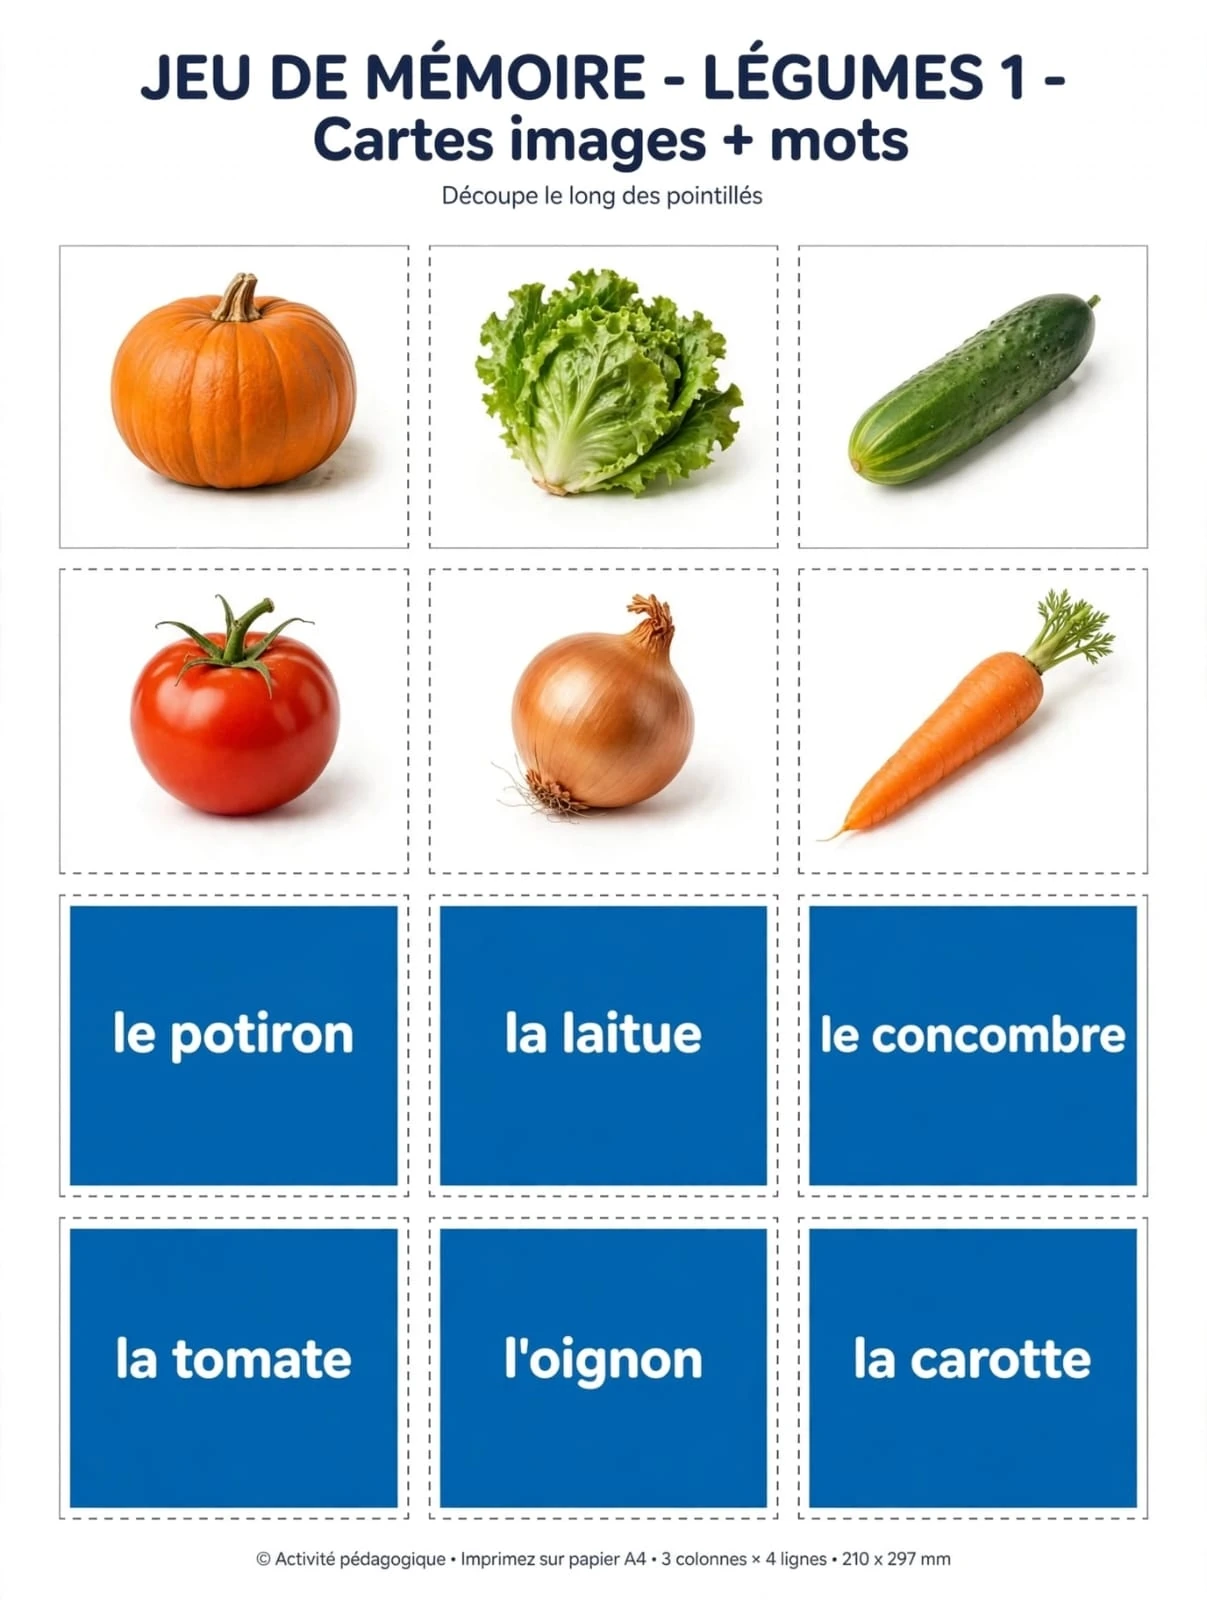 JEU DE MÉMOIRE - LÉGUMES 1 -
Cartes images + mots
Découpe le long des pointillés
le potiron
la laitue
le concombre
la tomate
l'oignon
la carotte
© Activité pédagogique • Imprimez sur papier A4 • 3 colonnes × 4 lignes • 210 x 297 mm